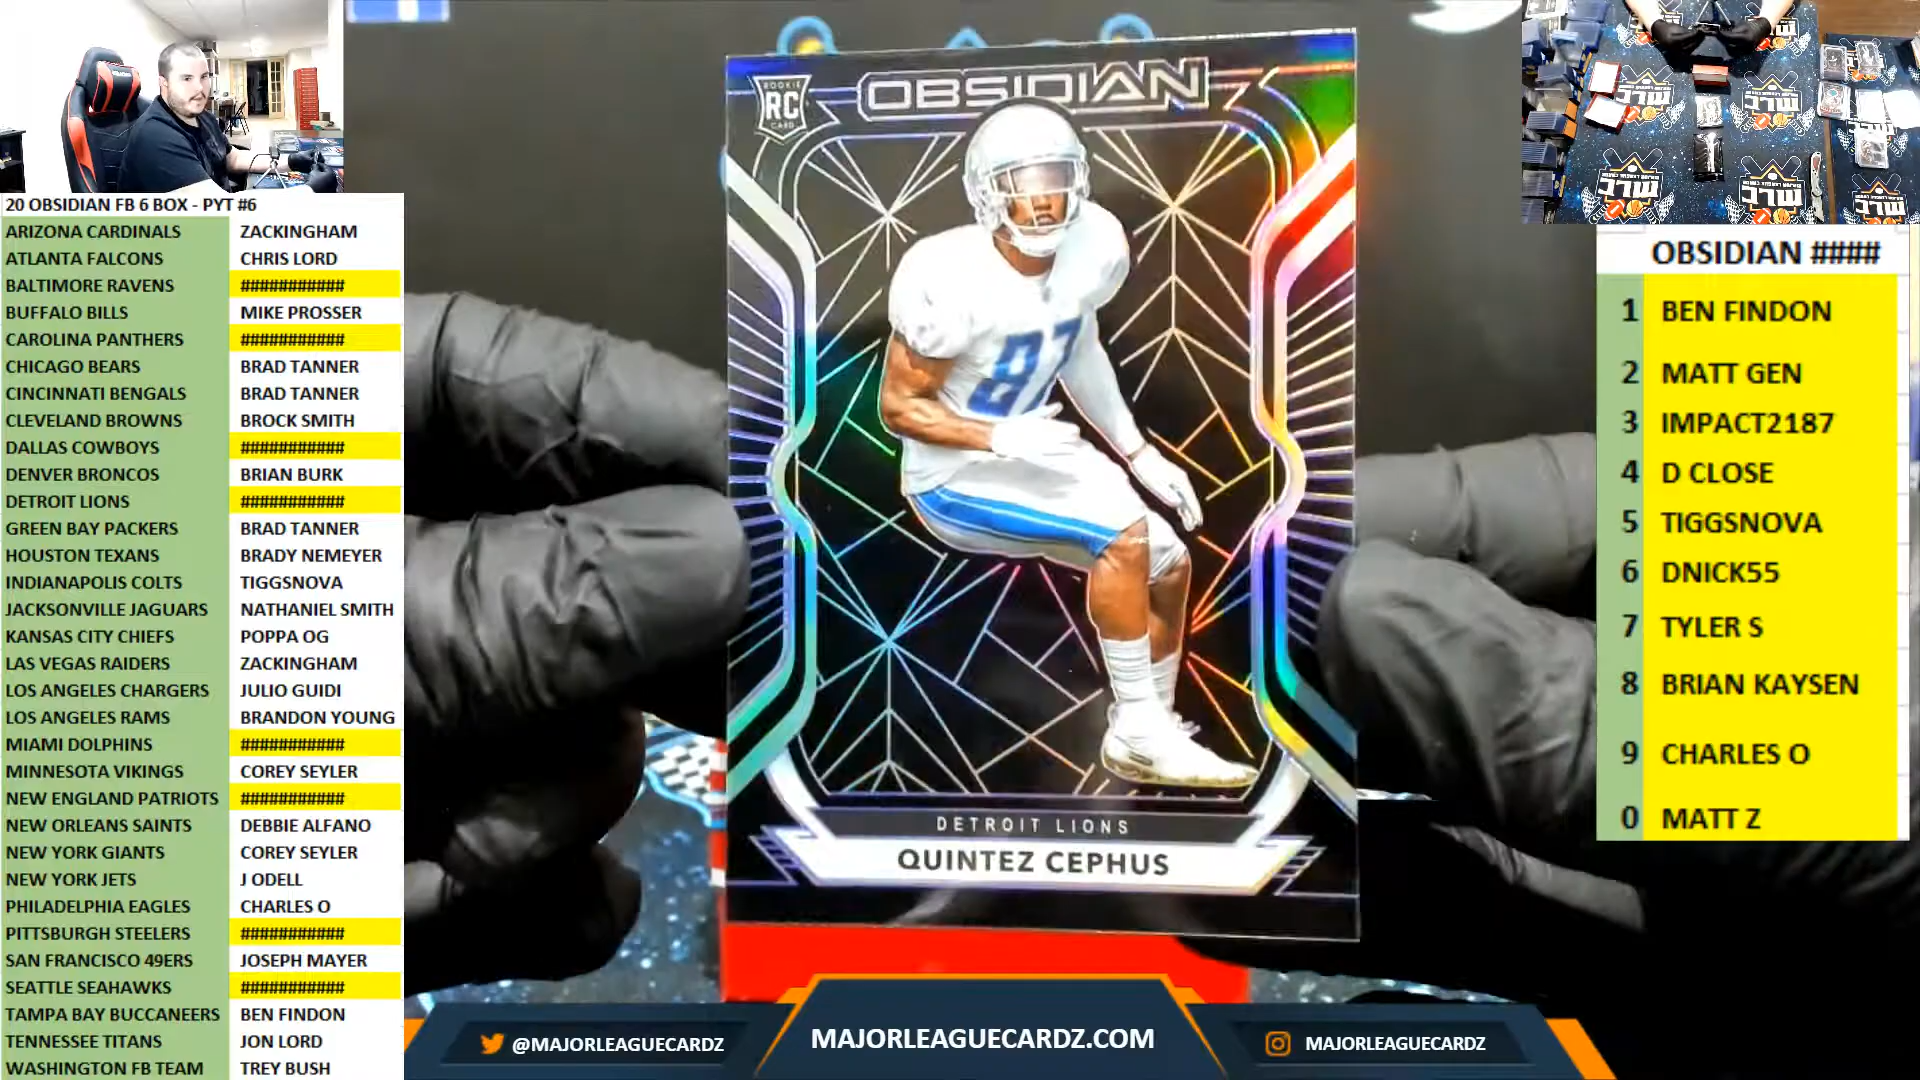 20 OBSIDIAN FB 6 BOX - PYT #6
ARIZONA CARDINALS ZACKINGHAM
ATLANTA FALCONS CHRIS LORD
BALTIMORE RAVENS ###########
BUFFALO BILLS MIKE PROSSER
CAROLINA PANTHERS ###########
CHICAGO BEARS BRAD TANNER
CINCINNATI BENGALS BRAD TANNER
CLEVELAND BROWNS BROCK SMITH
DALLAS COWBOYS ###########
DENVER BRONCOS BRIAN BURK
DETROIT LIONS ###########
GREEN BAY PACKERS BRAD TANNER
HOUSTON TEXANS BRADY NEMEYER
INDIANAPOLIS COLTS TIGGSNOVA
JACKSONVILLE JAGUARS NATHANIEL SMITH
KANSAS CITY CHIEFS POPPA OG
LAS VEGAS RAIDERS ZACKINGHAM
LOS ANGELES CHARGERS JULIO GUIDI
LOS ANGELES RAMS BRANDON YOUNG
MIAMI DOLPHINS ###########
MINNESOTA VIKINGS COREY SEYLER
NEW ENGLAND PATRIOTS ###########
NEW ORLEANS SAINTS DEBBIE ALFANO
NEW YORK GIANTS COREY SEYLER
NEW YORK JETS J ODELL
PHILADELPHIA EAGLES CHARLES O
PITTSBURGH STEELERS ###########
SAN FRANCISCO 49ERS JOSEPH MAYER
SEATTLE SEAHAWKS ###########
TAMPA BAY BUCCANEERS BEN FINDON
TENNESSEE TITANS JON LORD
WASHINGTON FB TEAM TREY BUSH
ROOKIE
RC
CARD
OBSIDIAN
87
DETROIT LIONS
QUINTEZ CEPHUS
OBSIDIAN ####
1 BEN FINDON
2 MATT GEN
3 IMPACT2187
4 D CLOSE
5 TIGGSNOVA
6 DNICK55
7 TYLER S
8 BRIAN KAYSEN
9 CHARLES O
0 MATT Z
@MAJORLEAGUECARDZ
MAJORLEAGUECARDZ.COM
MAJORLEAGUECARDZ